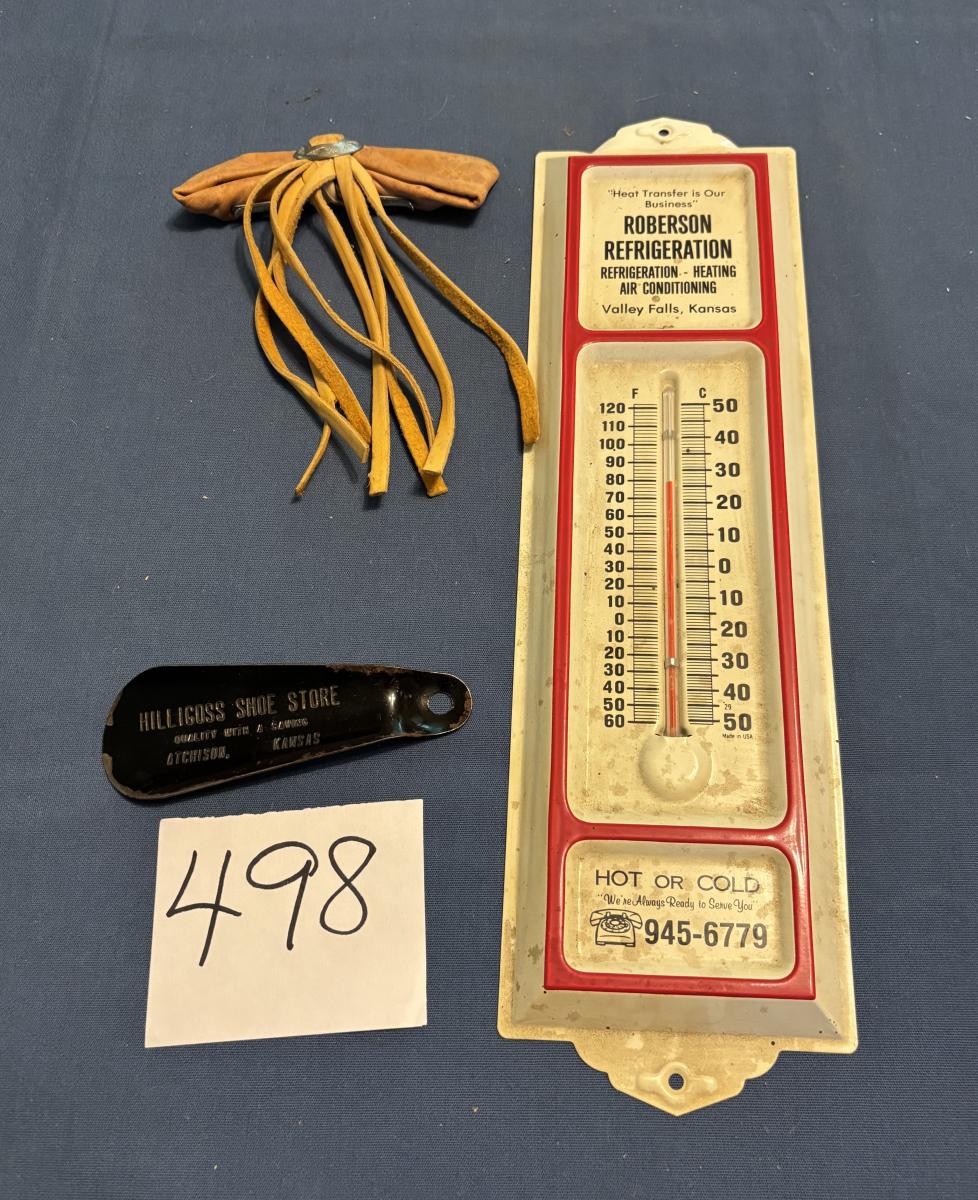 "Heat Transfer is Our
Business"
ROBERSON
REFRIGERATION
REFRIGERATION - HEATING
AIR CONDITIONING
Valley Falls, Kansas
F C
120 50
110
100 40
90
80 30
70
60 20
50 10
40
30 0
20
10 10
0
10 20
20
30 30
40 40
50 29
60 50
Made in USA
HOT OR COLD
"We're Always Ready to Serve You"
945-6779
HILLIGOSS SHOE STORE
QUALITY WITH A SAVING
ATCHISON, KANSAS
498